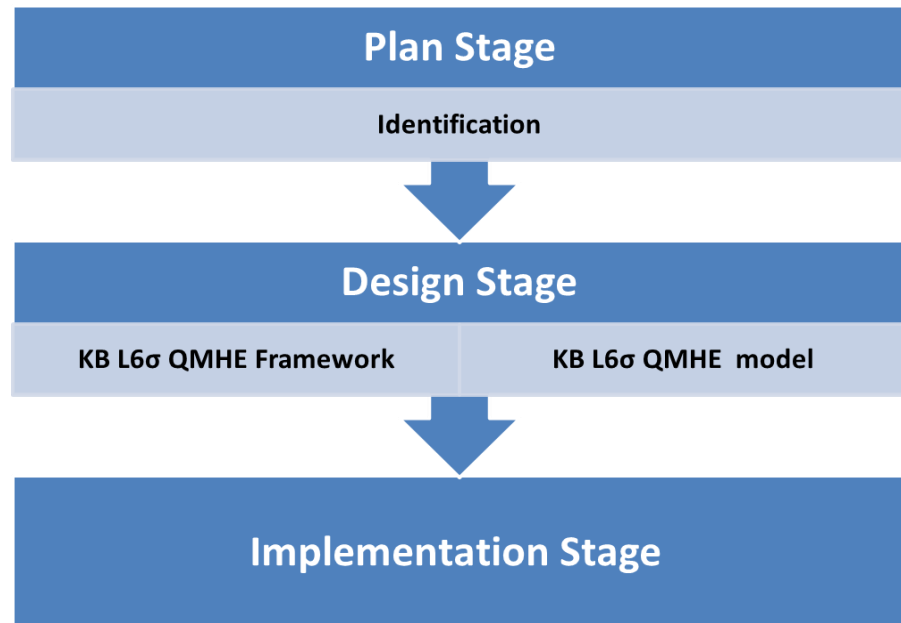 Plan Stage
Identification
Design Stage
KB L6σ QMHE Framework
KB L6σ QMHE  model
Implementation Stage